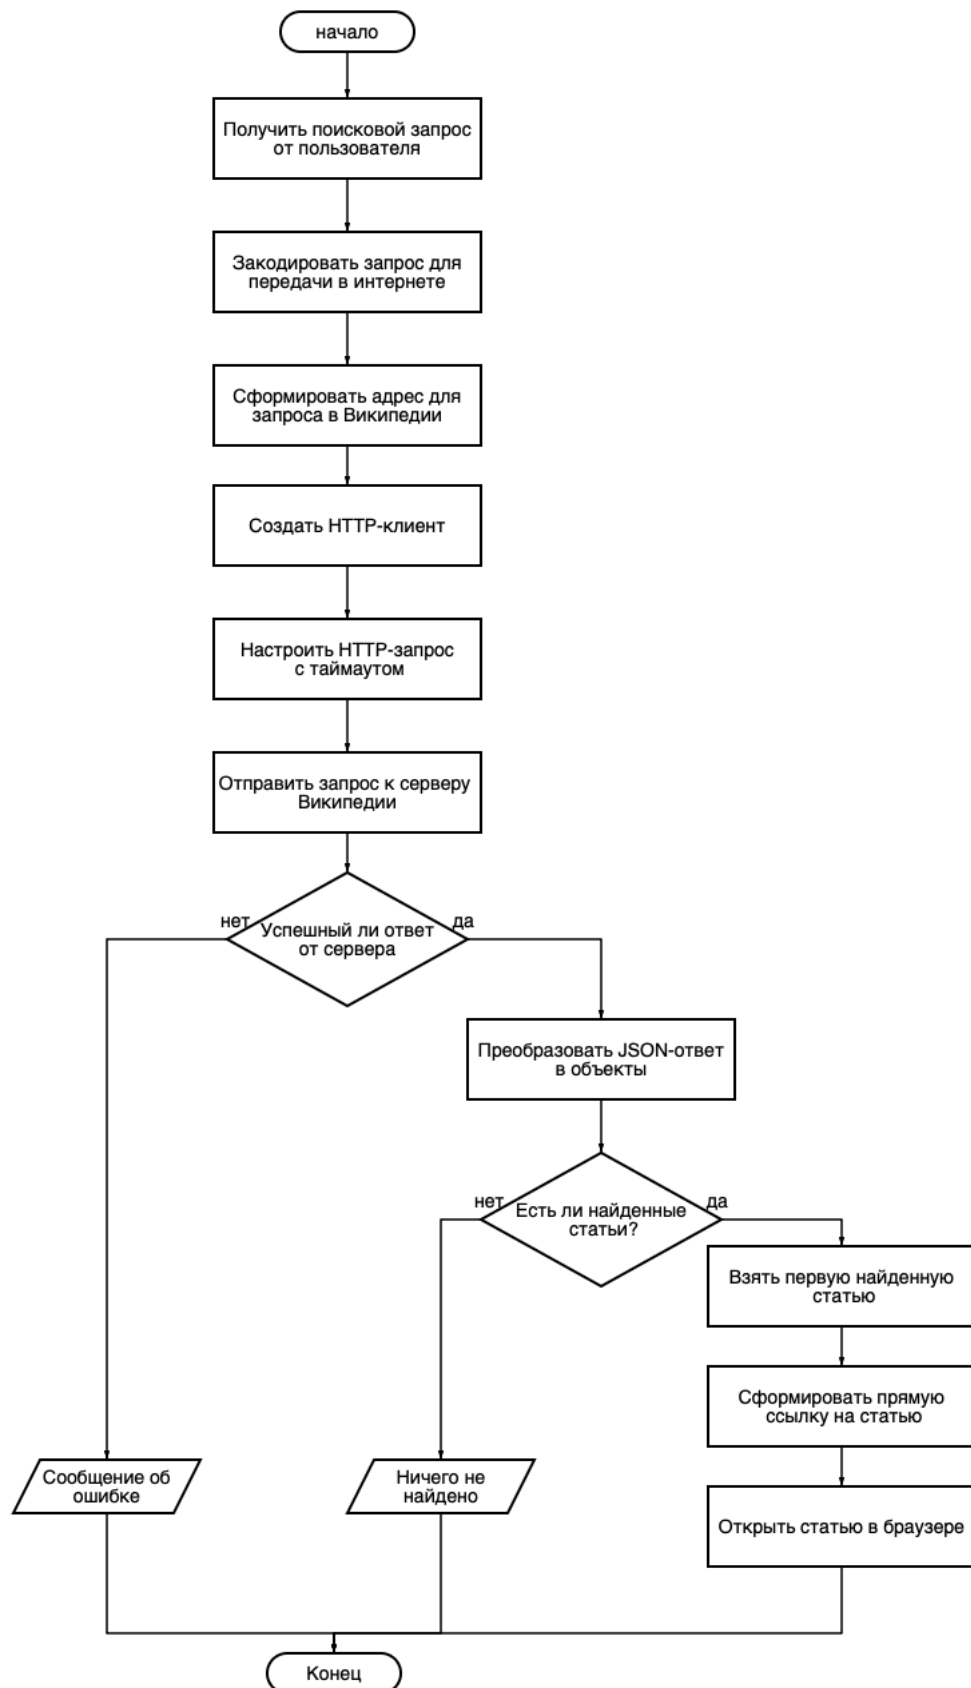 начало
Получить поисковой запрос
от пользователя
Закодировать запрос для
передачи в интернете
Сформировать адрес для
запроса в Википедии
Создать HTTP-клиент
Настроить HTTP-запрос
с таймаутом
Отправить запрос к серверу
Википедии
нет
да
Успешный ли ответ
от сервера
Преобразовать JSON-ответ
в объекты
нет
да
Есть ли найденные
статьи?
Взять первую найденную
статью
Сформировать прямую
ссылку на статью
Сообщение об
ошибке
Ничего не
найдено
Открыть статью в браузере
Конец